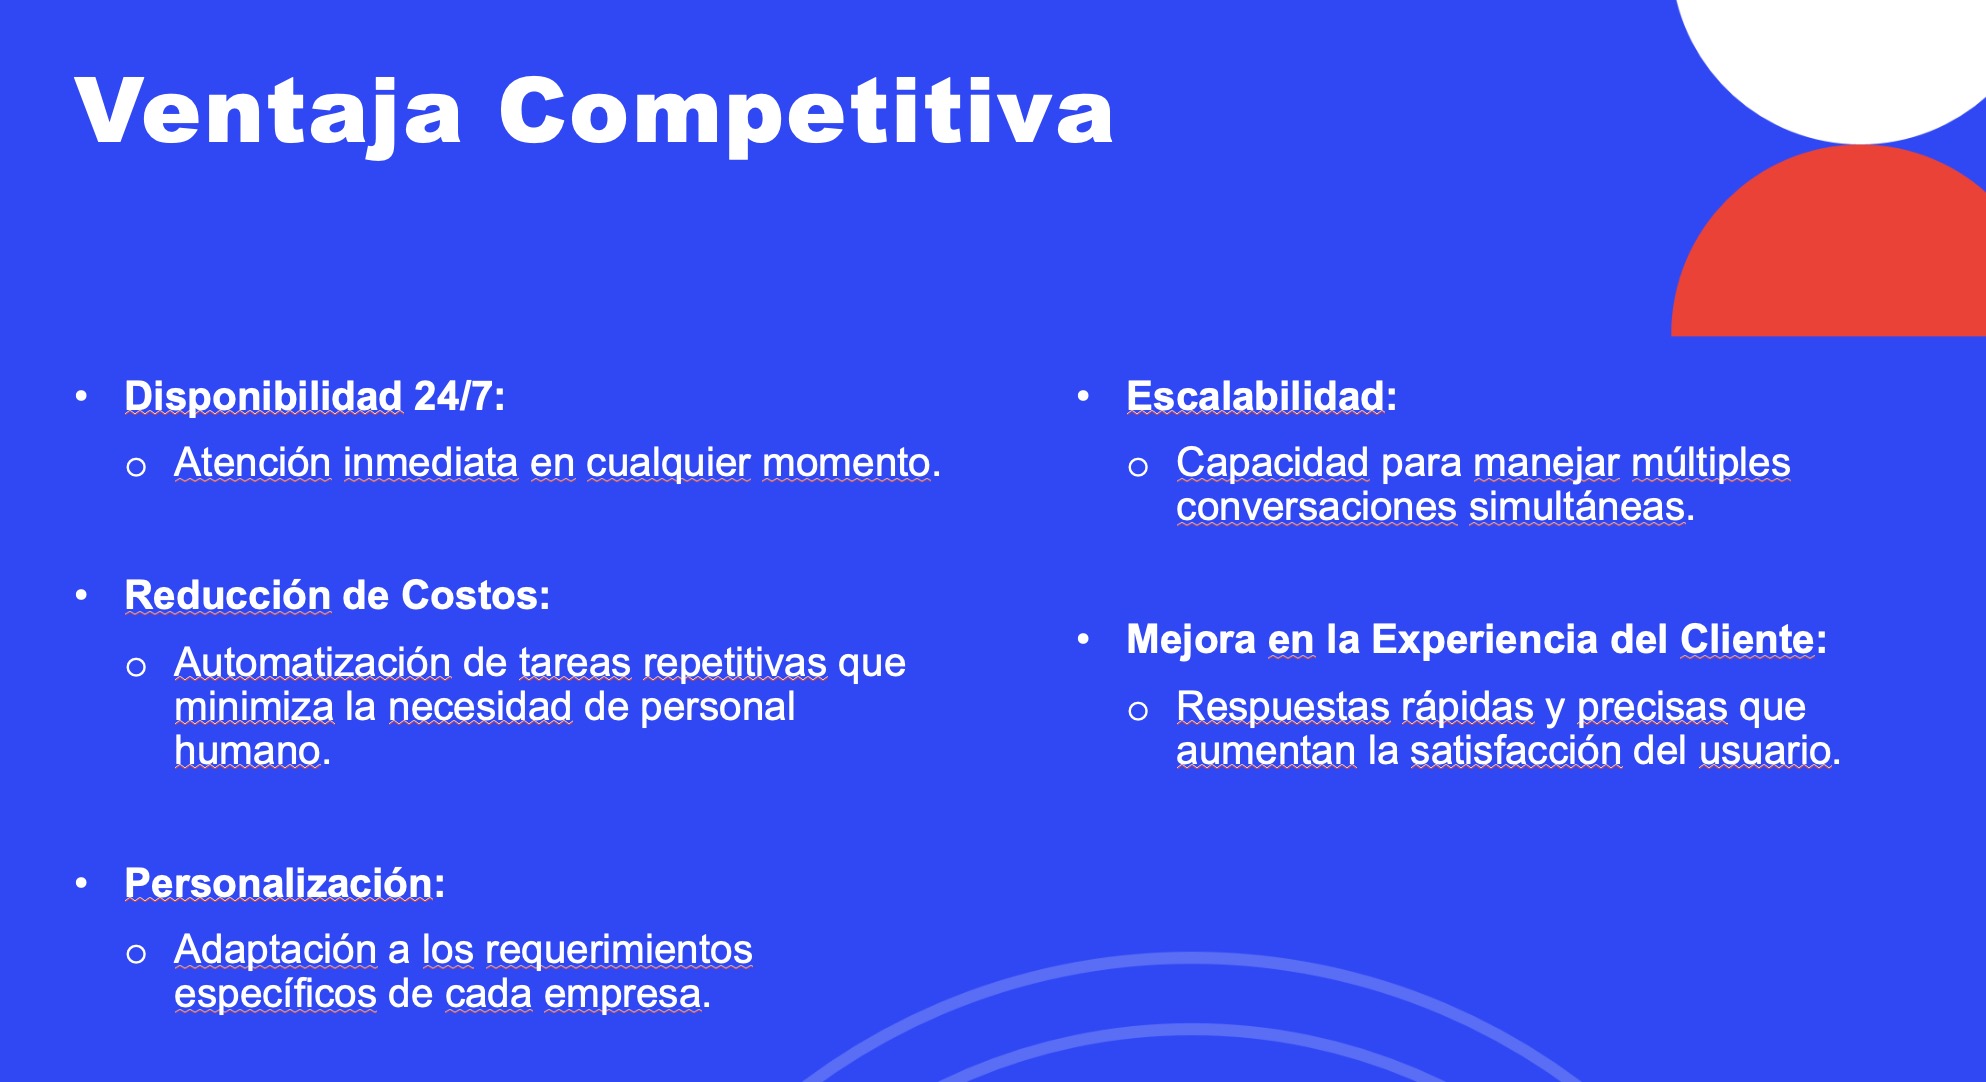 Ventaja Competitiva
• Disponibilidad 24/7:
o Atención inmediata en cualquier momento.
• Reducción de Costos:
o Automatización de tareas repetitivas que
minimiza la necesidad de personal
humano.
• Personalización:
o Adaptación a los requerimientos
específicos de cada empresa.
• Escalabilidad:
o Capacidad para manejar múltiples
conversaciones simultáneas.
• Mejora en la Experiencia del Cliente:
o Respuestas rápidas y precisas que
aumentan la satisfacción del usuario.